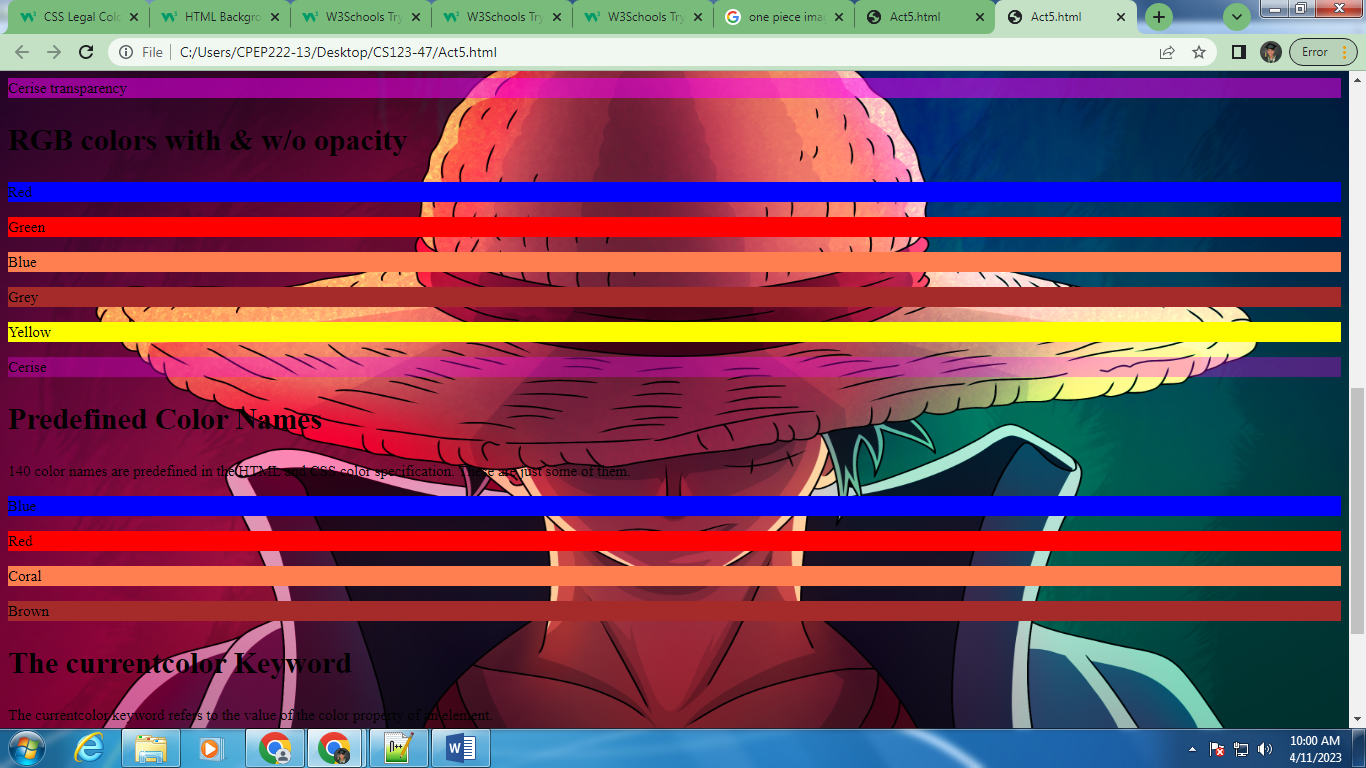 CSS Legal Colo
HTML Backgro
W3Schools Try
W3Schools Try
W3Schools Try
one piece imag
Act5.html
Act5.html
File
C:/Users/CPEP222-13/Desktop/CS123-47/Act5.html
Error
Cerise transparency
RGB colors with & w/o opacity
Red
Green
Blue
Grey
Yellow
Cerise
Predefined Color Names
140 color names are predefined in the HTML and CSS color specification. These are just some of them.
Blue
Red
Coral
Brown
The currentcolor Keyword
The currentcolor keyword refers to the value of the color property of an element.
10:00 AM
4/11/2023